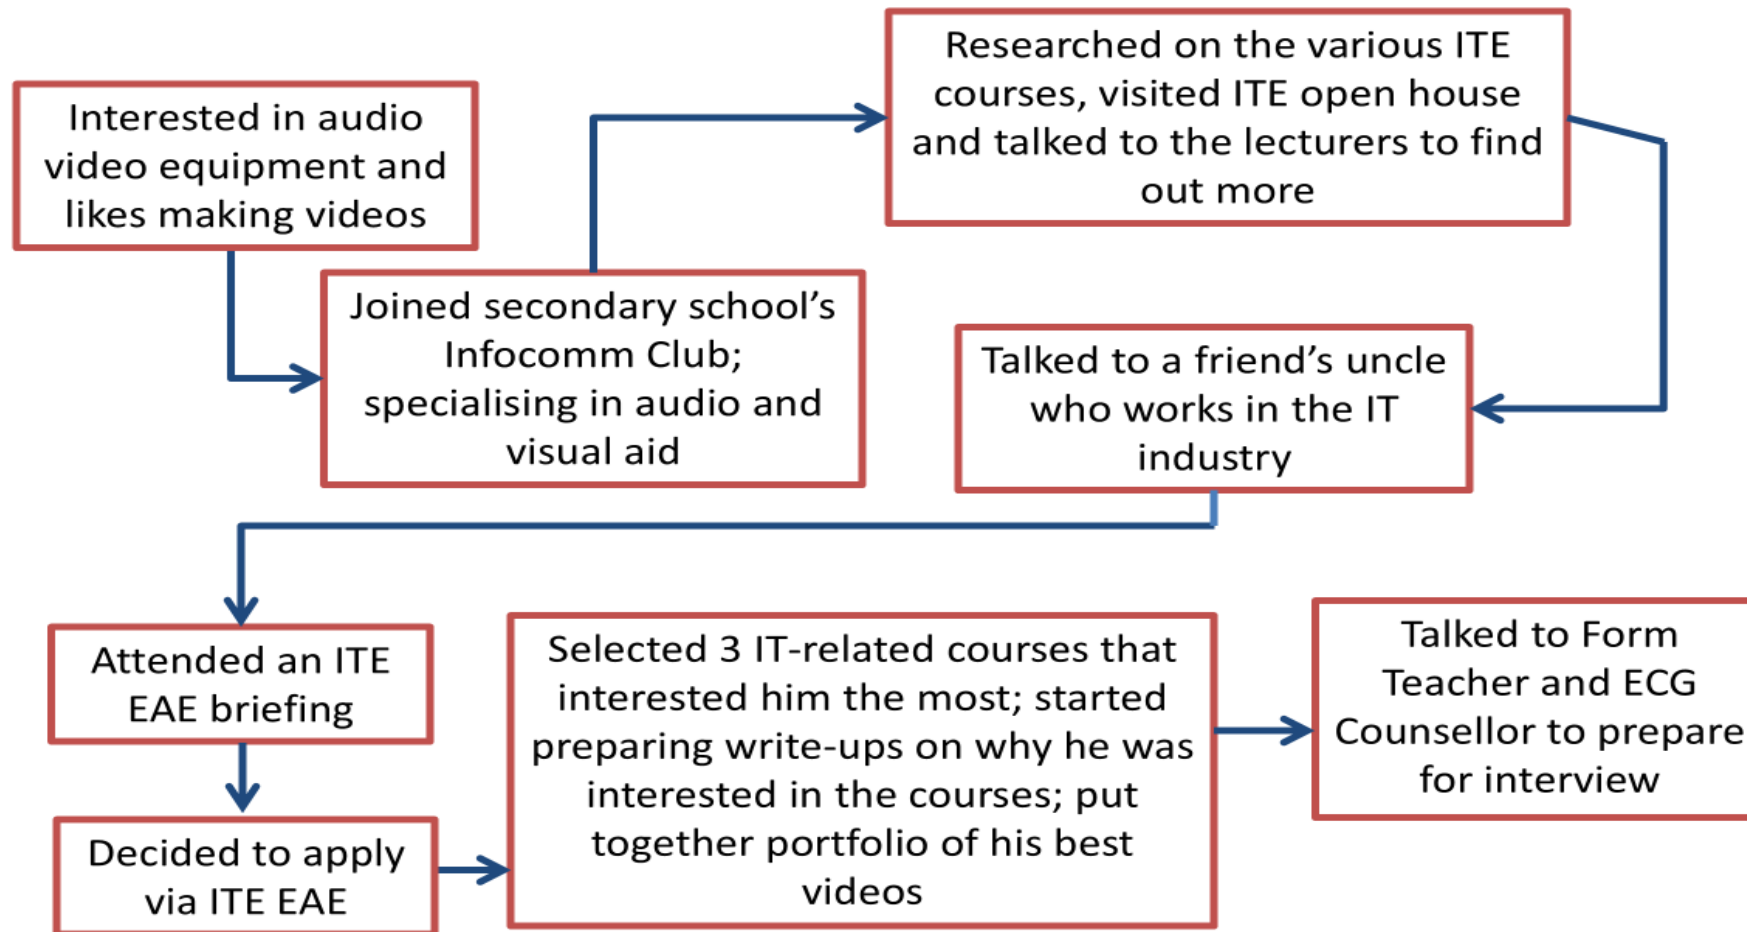 Interested in audio
video equipment and
likes making videos
Joined secondary school’s
Infocomm Club;
specialising in audio and
visual aid
Researched on the various ITE
courses, visited ITE open house
and talked to the lecturers to find
out more
Talked to a friend’s uncle
who works in the IT
industry
Attended an ITE
EAE briefing
Decided to apply
via ITE EAE
Selected 3 IT-related courses that
interested him the most; started
preparing write-ups on why he was
interested in the courses; put
together portfolio of his best
videos
Talked to Form
Teacher and ECG
Counsellor to prepare
for interview